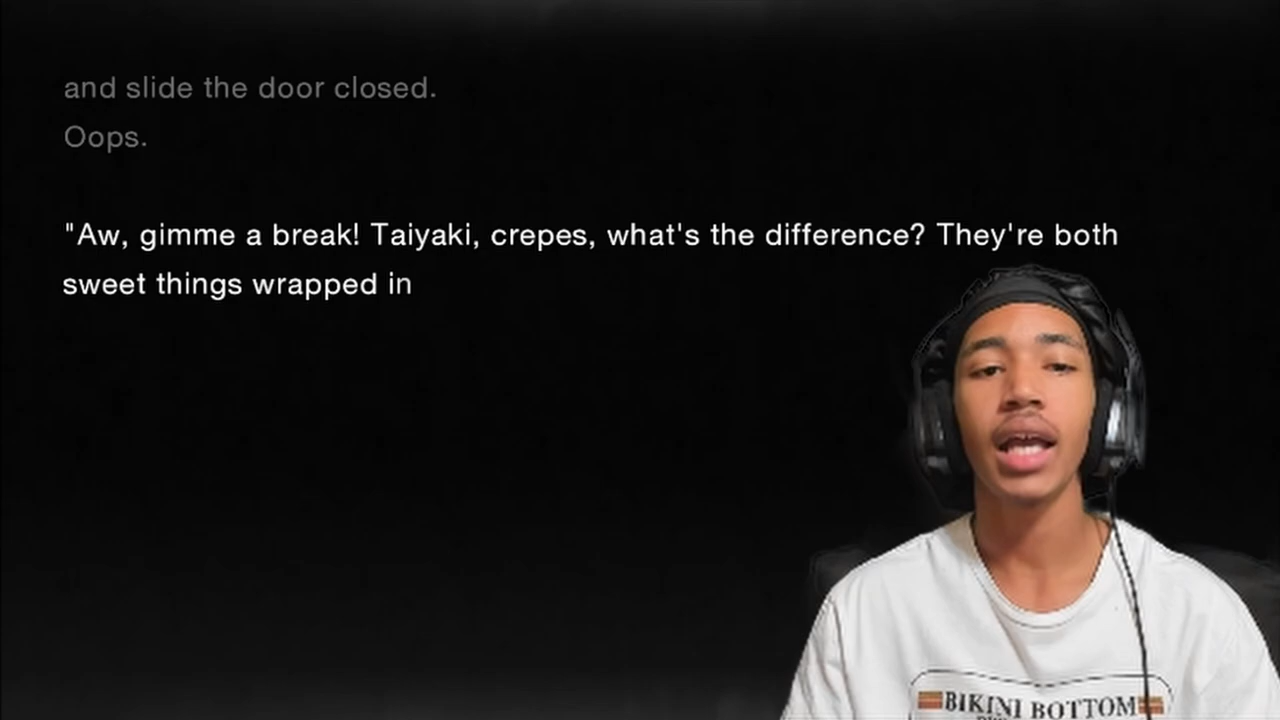 and slide the door closed.
Oops.
"Aw, gimme a break! Taiyaki, crepes, what's the difference? They're both
sweet things wrapped in
BIKINI BOTTOM